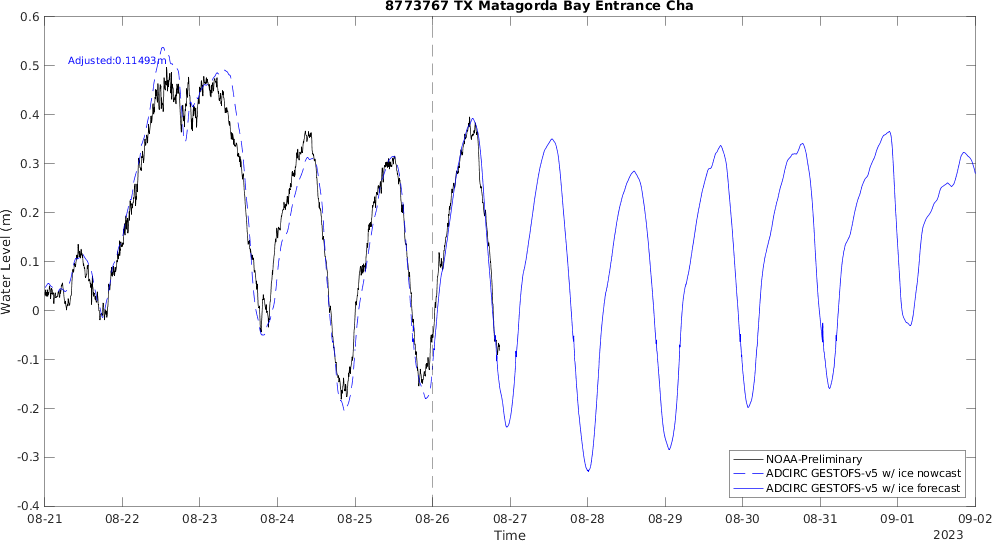 8773767 TX Matagorda Bay Entrance Cha
Adjusted:0.11493m
Water Level (m)
0.6
0.5
0.4
0.3
0.2
0.1
0
-0.1
-0.2
-0.3
-0.4
NOAA-Preliminary
ADCIRC GESTOFS-v5 w/ ice nowcast
ADCIRC GESTOFS-v5 w/ ice forecast
08-21 08-22 08-23 08-24 08-25 08-26 08-27 08-28 08-29 08-30 08-31 09-01 09-02
Time
2023